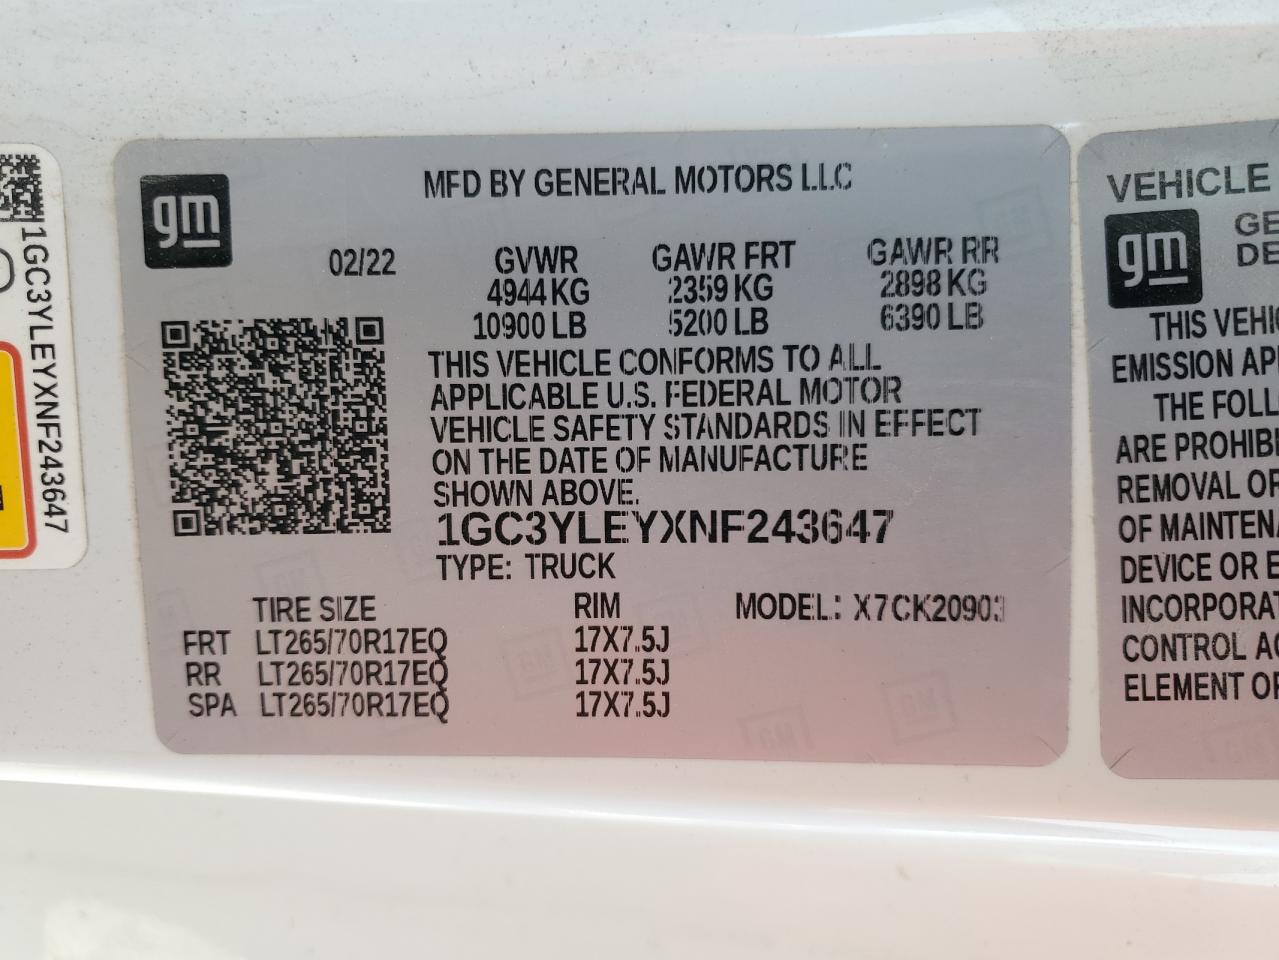 1GC3YLEYXNF243647
gm
MFD BY GENERAL MOTORS LLC
02/22
GVWR
4944 KG
10900 LB
GAWR FRT
2359 KG
5200 LB
GAWR RR
2898 KG
6390 LB
THIS VEHICLE CONFORMS TO ALL
APPLICABLE U.S. FEDERAL MOTOR
VEHICLE SAFETY STANDARDS IN EFFECT
ON THE DATE OF MANUFACTURE
SHOWN ABOVE.
1GC3YLEYXNF243647
TYPE: TRUCK
TIRE SIZE RIM MODEL: X7CK20903
FRT LT265/70R17EQ 17X7.5J
RR LT265/70R17EQ 17X7.5J
SPA LT265/70R17EQ 17X7.5J
VEHICLE
gm
GE
DE
THIS VEHIC
EMISSION APP
THE FOLL
ARE PROHIBI
REMOVAL OF
OF MAINTENA
DEVICE OR E
INCORPORAT
CONTROL AC
ELEMENT OF